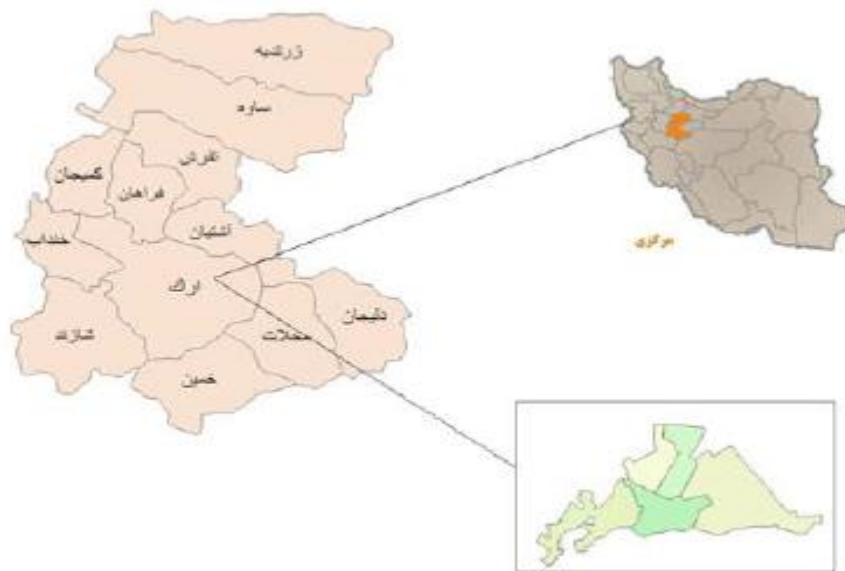 زرندیه
ساوه
تفرش
کمیجان
فراهان
آشتیان
خنداب
اراک
دلیجان
محلات
شازند
خمین
مرکزی